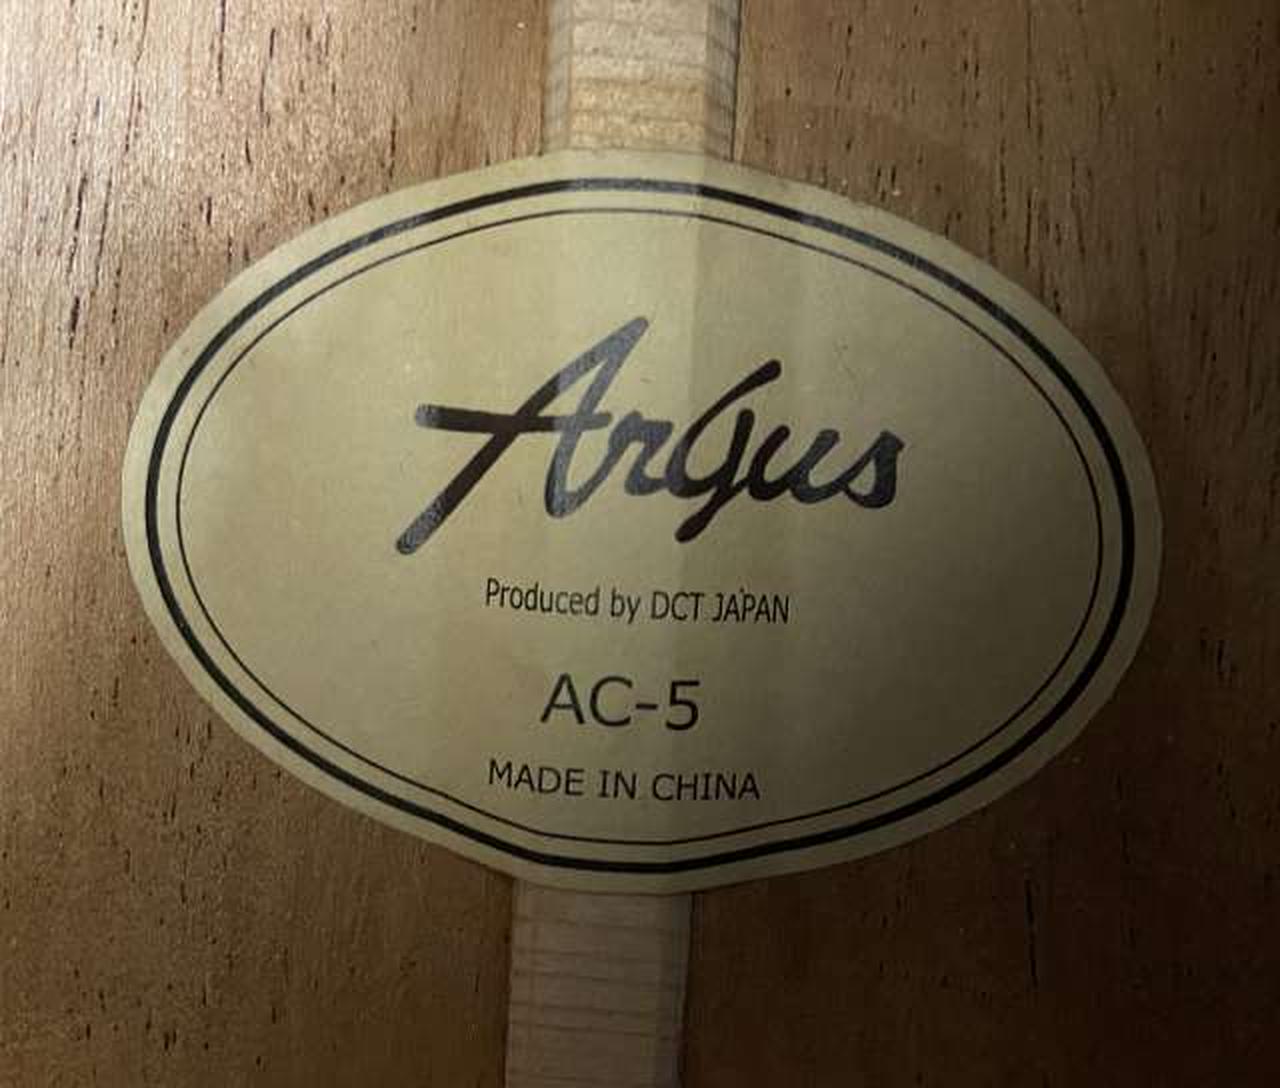 Argus
Produced by DCT JAPAN
AC-5
MADE IN CHINA